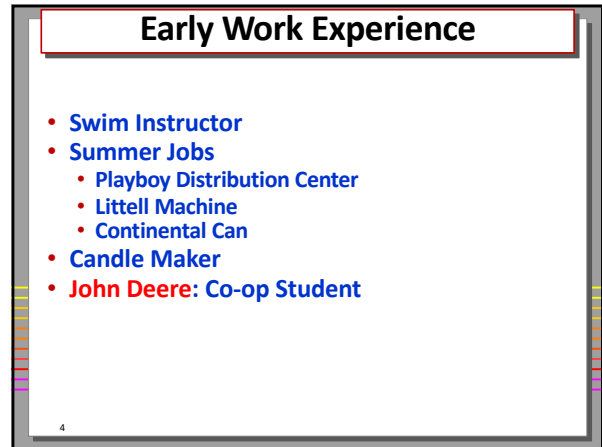 Early Work Experience
• Swim Instructor
• Summer Jobs
• Playboy Distribution Center
• Littell Machine
• Continental Can
• Candle Maker
• John Deere: Co-op Student
4